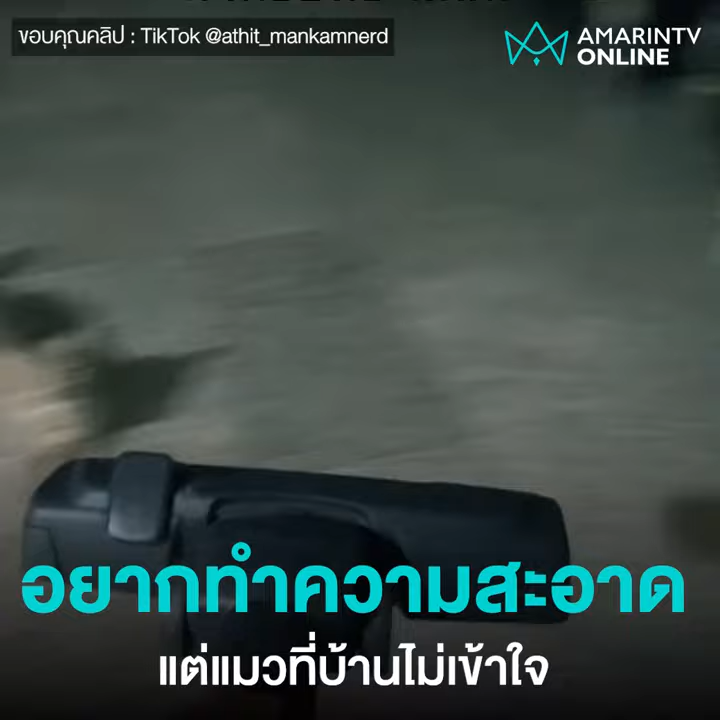 ขอบคุณคลิป : TikTok @athit_mankamnerd
AMARINTV
ONLINE
อยากทำความสะอาด
แต่แมวที่บ้านไม่เข้าใจ